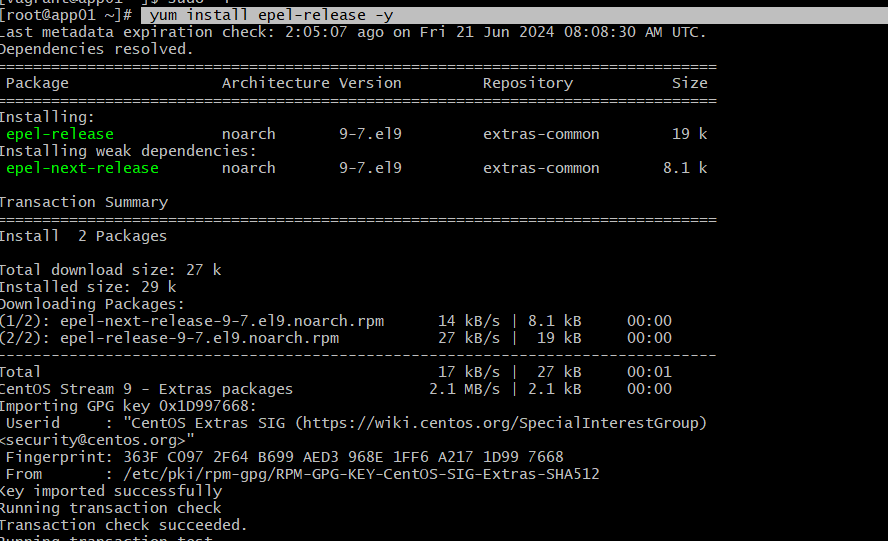 [vagrant@app01 ~]$ sudo -i
[root@app01 ~]# yum install epel-release -y
Last metadata expiration check: 2:05:07 ago on Fri 21 Jun 2024 08:08:30 AM UTC.
Dependencies resolved.
================================================================================
Package Architecture Version Repository Size
================================================================================
Installing:
epel-release noarch 9-7.el9 extras-common 19 k
Installing weak dependencies:
epel-next-release noarch 9-7.el9 extras-common 8.1 k
Transaction Summary
================================================================================
Install 2 Packages
Total download size: 27 k
Installed size: 29 k
Downloading Packages:
(1/2): epel-next-release-9-7.el9.noarch.rpm 14 kB/s | 8.1 kB 00:00
(2/2): epel-release-9-7.el9.noarch.rpm 27 kB/s | 19 kB 00:00
--------------------------------------------------------------------------------
Total 17 kB/s | 27 kB 00:01
CentOS Stream 9 - Extras packages 2.1 MB/s | 2.1 kB 00:00
Importing GPG key 0x1D997668:
Userid : "CentOS Extras SIG (https://wiki.centos.org/SpecialInterestGroup)
<security@centos.org>"
Fingerprint: 363F C097 2F64 B699 AED3 968E 1FF6 A217 1D99 7668
From : /etc/pki/rpm-gpg/RPM-GPG-KEY-CentOS-SIG-Extras-SHA512
Key imported successfully
Running transaction check
Transaction check succeeded.
Running transaction test